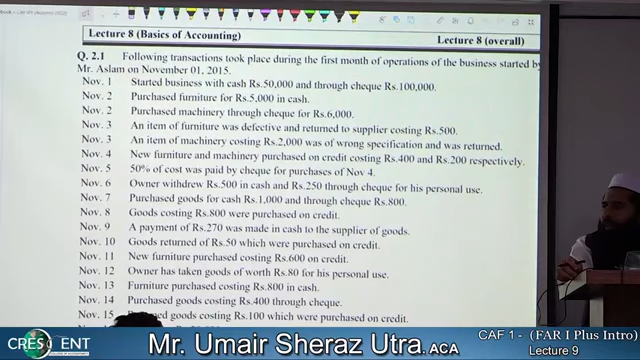 Lecture 8 (Basics of Accounting)
Lecture 8 (overall)
Q. 2.1 Following transactions took place during the first month of operations of the business started by
Mr. Aslam on November 01, 2015.
Nov. 1 Started business with cash Rs.50,000 and through cheque Rs.100,000.
Nov. 2 Purchased furniture for Rs.5,000 in cash.
Nov. 2 Purchased machinery through cheque for Rs.6,000.
Nov. 3 An item of furniture was defective and returned to supplier costing Rs.500.
Nov. 3 An item of machinery costing Rs.2,000 was of wrong specification and was returned.
Nov. 4 New furniture and machinery purchased on credit costing Rs.400 and Rs.200 respectively.
Nov. 5 50% of cost was paid by cheque for purchases of Nov 4.
Nov. 6 Owner withdrew Rs.500 in cash and Rs.250 through cheque for his personal use.
Nov. 7 Purchased goods for cash Rs.1,000 and through cheque Rs.800.
Nov. 8 Goods costing Rs.800 were purchased on credit.
Nov. 9 A payment of Rs.270 was made in cash to the supplier of goods.
Nov. 10 Goods returned of Rs.50 which were purchased on credit.
Nov. 11 New furniture purchased costing Rs.600 on credit.
Nov. 12 Owner has taken goods of worth Rs.80 for his personal use.
Nov. 13 Furniture purchased costing Rs.800 in cash.
Nov. 14 Purchased goods costing Rs.400 through cheque.
Nov. 15 goods costing Rs.100 which were purchased on credit.
CRESCENT
Mr. Umair Sheraz Utra. ACA
CAF 1 - (FAR I Plus Intro)
Lecture 9